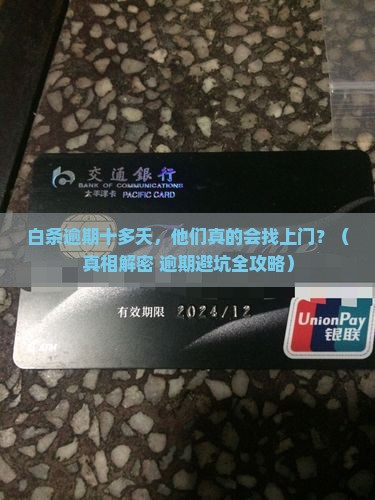 交通銀行
BANK OF COMMUNICATIONS
太平洋卡 PACIFIC CARD
白条逾期十多天，他们真的会找上门？（
真相解密 逾期避坑全攻略）
有效期限 2024/12
UnionPay
银联
ATM